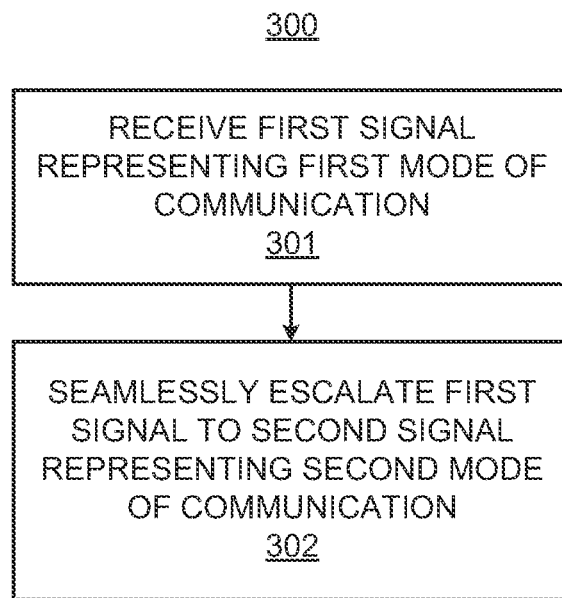 300
RECEIVE FIRST SIGNAL
REPRESENTING FIRST MODE OF
COMMUNICATION
301
SEAMLESSLY ESCALATE FIRST
SIGNAL TO SECOND SIGNAL
REPRESENTING SECOND MODE
OF COMMUNICATION
302